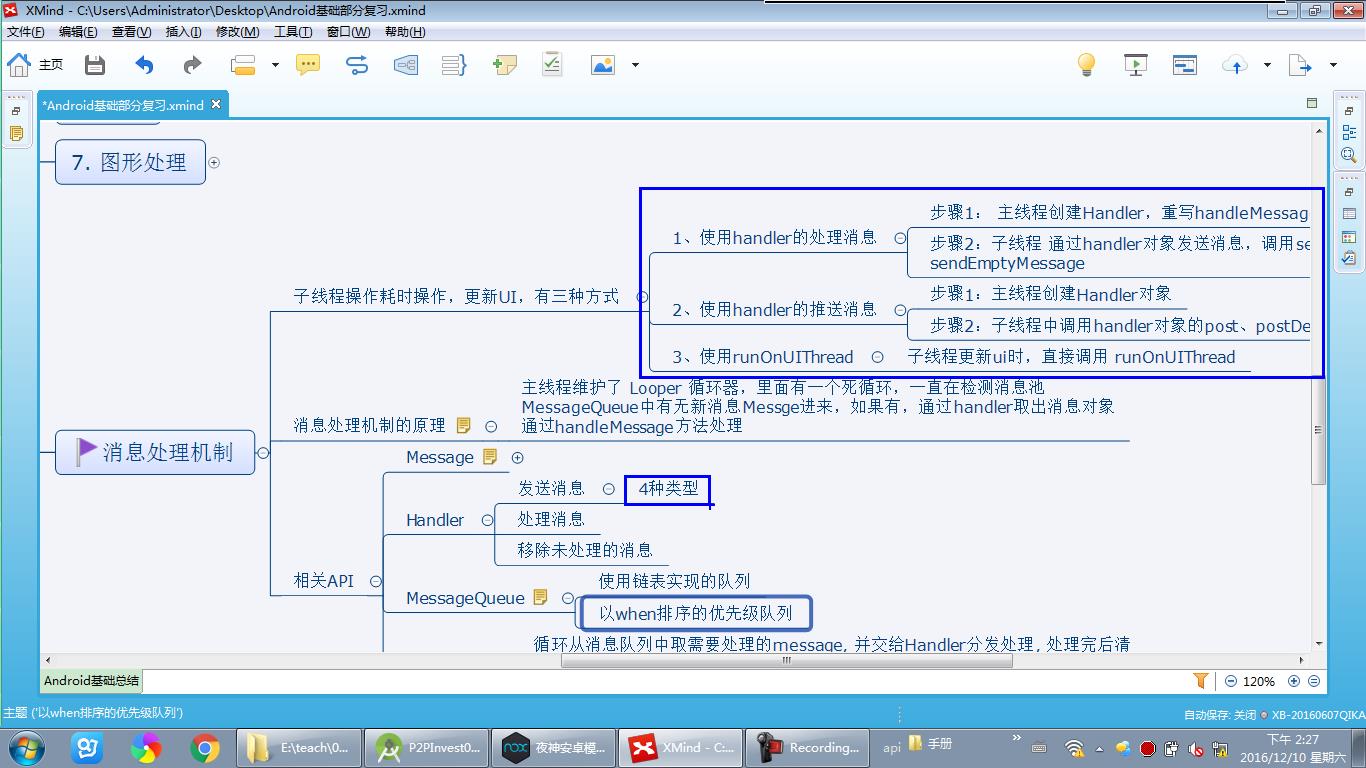 XMind - C:\Users\Administrator\Desktop\Android基础部分复习.xmind
文件(F) 编辑(E) 查看(V) 插入(I) 修改(M) 工具(T) 窗口(W) 帮助(H)
主页
*Android基础部分复习.xmind
7. 图形处理
步骤1： 主线程创建Handler，重写handleMessag
1、使用handler的处理消息
步骤2：子线程 通过handler对象发送消息，调用se
sendEmptyMessage
子线程操作耗时操作，更新UI，有三种方式
步骤1：主线程创建Handler对象
2、使用handler的推送消息
步骤2：子线程中调用handler对象的post、postDe
3、使用runOnUIThread
子线程更新ui时，直接调用 runOnUIThread
主线程维护了 Looper 循环器，里面有一个死循环，一直在检测消息池
MessageQueue中有无新消息Messge进来，如果有，通过handler取出消息对象
通过handleMessage方法处理
消息处理机制的原理
消息处理机制
Message
发送消息
4种类型
Handler
处理消息
移除未处理的消息
相关API
使用链表实现的队列
MessageQueue
以when排序的优先级队列
循环从消息队列中取需要处理的message, 并交给Handler分发处理, 处理完后清
Android基础总结
120%
主题 ('以when排序的优先级队列')
自动保存: 关闭
XB-20160607QIKA
E:\teach\0...
P2PInvest0...
夜神安卓模...
XMind - C:...
Recording...
api
手册
下午 2:27
2016/12/10 星期六